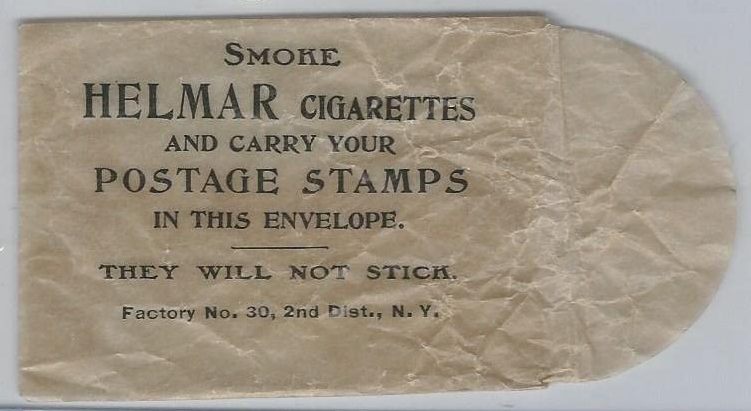 SMOKE
HELMAR CIGARETTES
AND CARRY YOUR
POSTAGE STAMPS
IN THIS ENVELOPE.
THEY WILL NOT STICK.
Factory No. 30, 2nd Dist., N. Y.